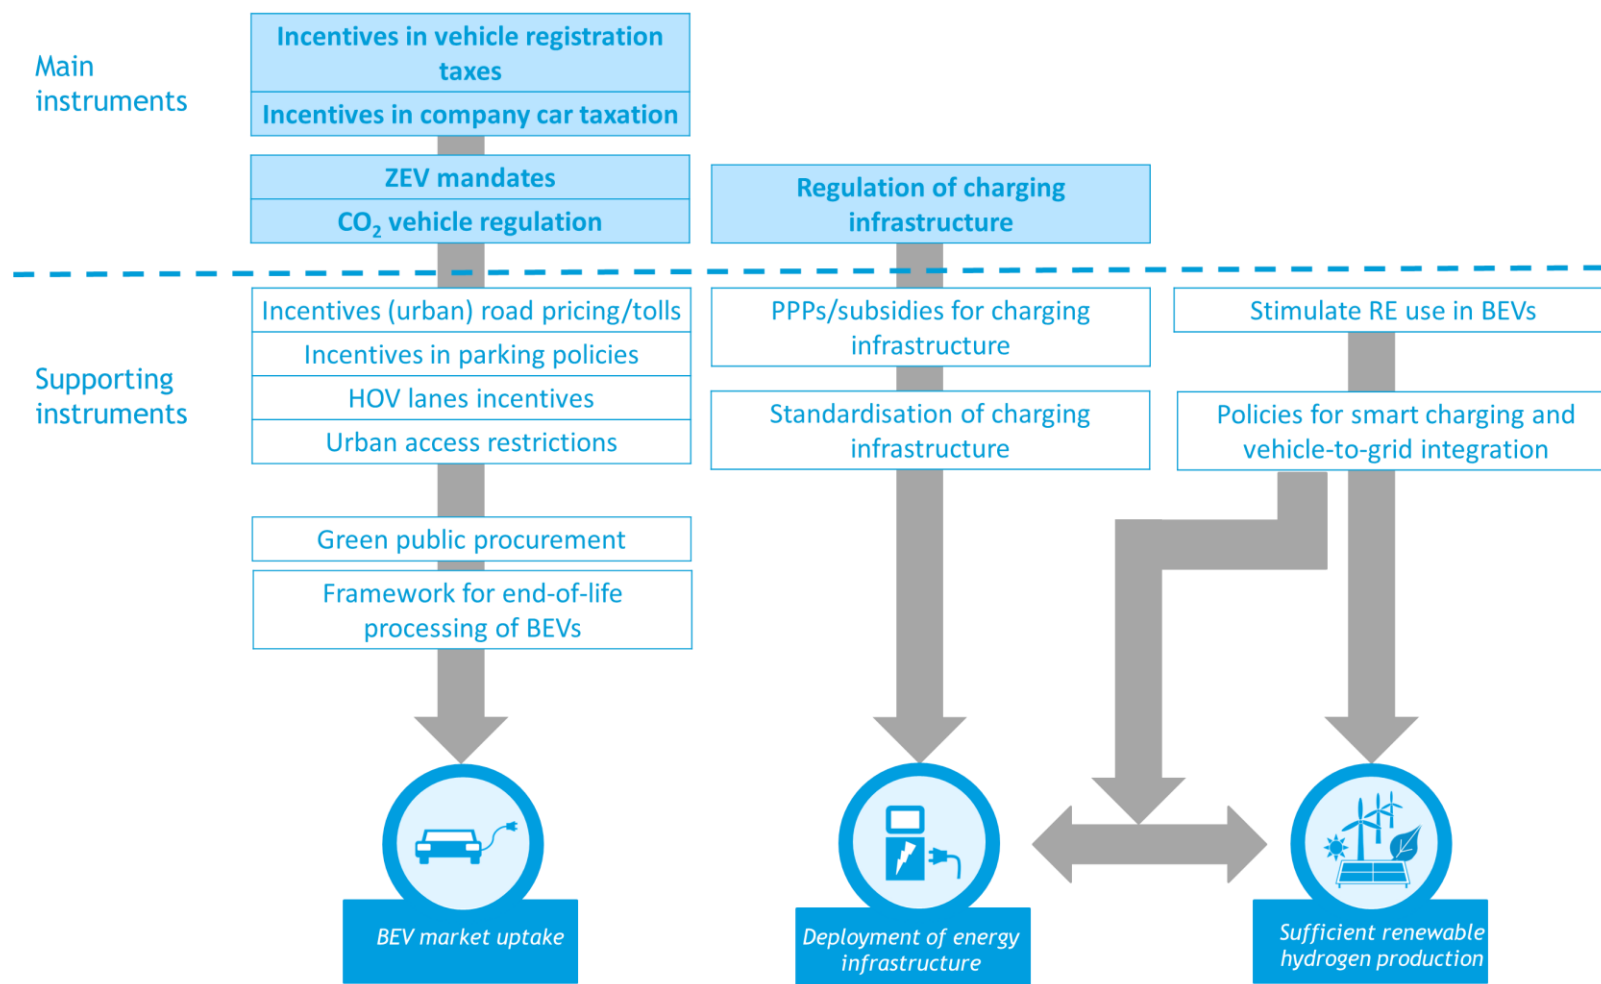 Main
instruments
Incentives in vehicle registration
taxes
Incentives in company car taxation
ZEV mandates
CO₂ vehicle regulation
Regulation of charging
infrastructure
Supporting
instruments
Incentives (urban) road pricing/tolls
Incentives in parking policies
HOV lanes incentives
Urban access restrictions
Green public procurement
Framework for end-of-life
processing of BEVs
PPPs/subsidies for charging
infrastructure
Standardisation of charging
infrastructure
Stimulate RE use in BEVs
Policies for smart charging and
vehicle-to-grid integration
BEV market uptake
Deployment of energy
infrastructure
Sufficient renewable
hydrogen production